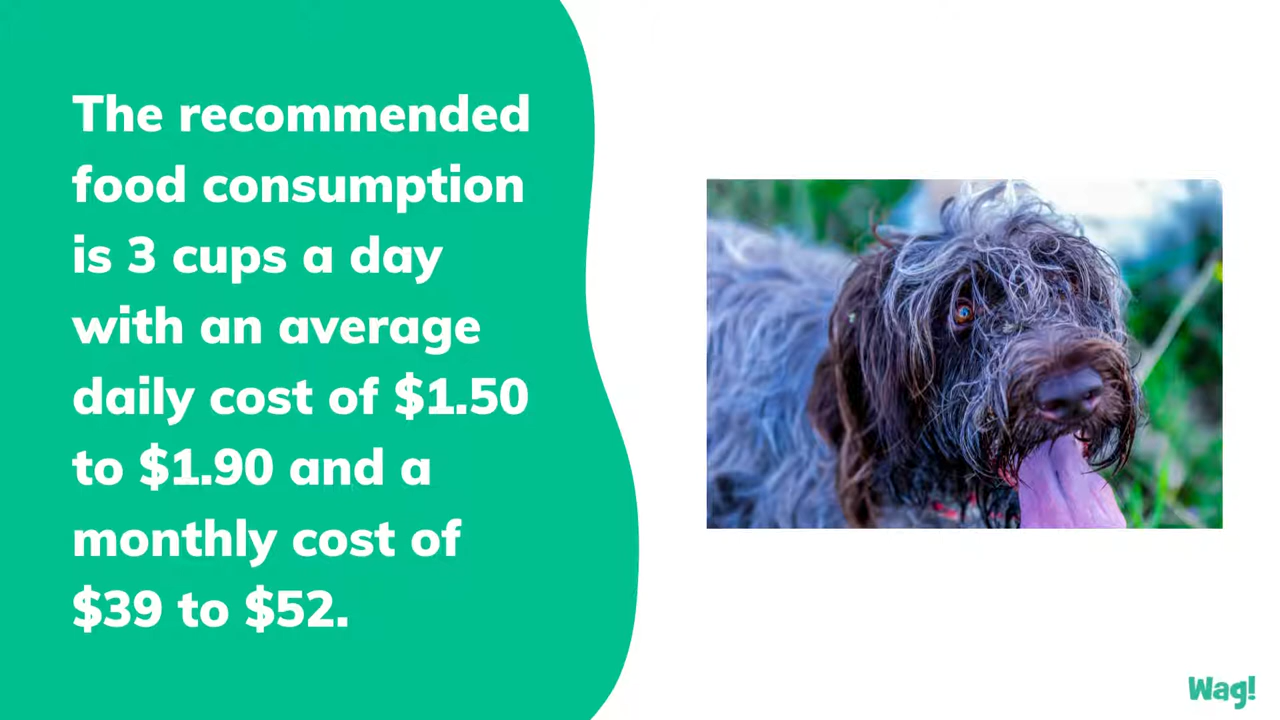 The recommended
food consumption
is 3 cups a day
with an average
daily cost of $1.50
to $1.90 and a
monthly cost of
$39 to $52.
Wag!